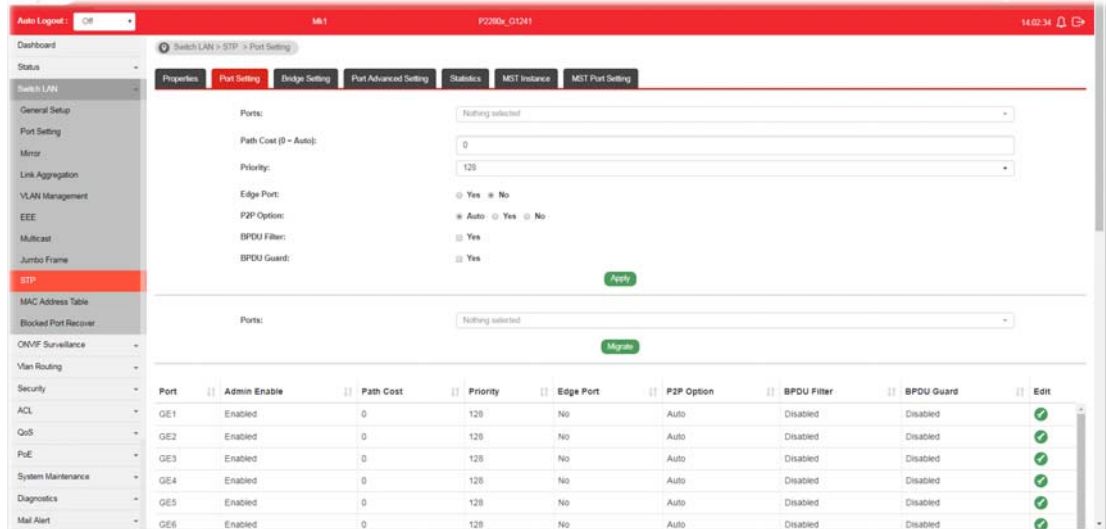 Auto Logout : Off Mk1 P2280x_G1241 14:02:34
Dashboard
Status
Switch LAN
General Setup
Port Setting
Mirror
Link Aggregation
VLAN Management
EEE
Multicast
Jumbo Frame
STP
MAC Address Table
Blocked Port Recover
ONVIF Surveillance
Vlan Routing
Security
ACL
QoS
PoE
System Maintenance
Diagnostics
Mail Alert
Switch LAN > STP > Port Setting
Properties Port Setting Bridge Setting Port Advanced Setting Statistics MST Instance MST Port Setting
Ports: Nothing selected
Path Cost (0 = Auto): 0
Priority: 128
Edge Port: Yes No
P2P Option: Auto Yes No
BPDU Filter: Yes
BPDU Guard: Yes
Apply
Ports: Nothing selected
Migrate
Port Admin Enable Path Cost Priority Edge Port P2P Option BPDU Filter BPDU Guard Edit
GE1 Enabled 0 128 No Auto Disabled Disabled
GE2 Enabled 0 128 No Auto Disabled Disabled
GE3 Enabled 0 128 No Auto Disabled Disabled
GE4 Enabled 0 128 No Auto Disabled Disabled
GE5 Enabled 0 128 No Auto Disabled Disabled
GE6 Enabled 0 128 No Auto Disabled Disabled